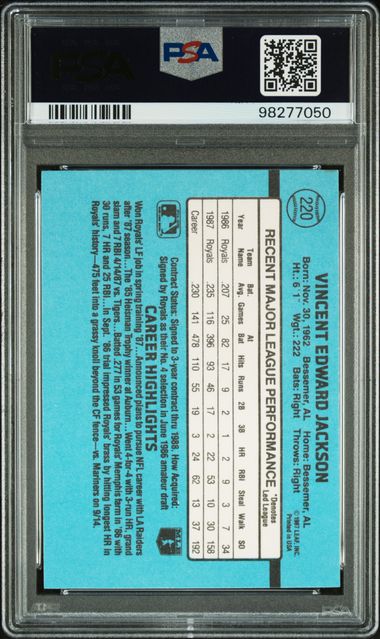 PSA
PSA
98277050
220
VINCENT EDWARD JACKSON
Born: Nov. 30, 1962 Bessemer, AL Home: Bessemer, AL
Ht.: 6'1" Wgt.: 222 Bats: Right Throws: Right
© 1987 LEAF, INC.
Printed in USA
RECENT MAJOR LEAGUE PERFORMANCE *Denotes Led League
Year Team Name Bat. Avg. Games At Bat Hits Runs 2B 3B HR RBI Steal Walk SO
1986 Royals .207 25 82 17 9 2 1 2 9 3 7 34
1987 Royals .235 116 396 93 46 17 2 22 53 10 30 158
Career .230 141 478 110 55 19 3 24 62 13 37 192
Contract Status: Signed to 3-year contract thru 1988. How Acquired:
Signed by Royals as their No. 4 selection in June 1986 amateur draft
CAREER HIGHLIGHTS
Won Royals' LF job in spring training '87... Announced plans to pursue NFL career with LA Raiders
after '87 season... The '85 Heisman Trophy winner at Auburn... Went 4-for-4 with 3-run HR, grand
slam and 7 RBI 4/14/87 vs. Tigers... Batted .277 in 53 games for Royals' Memphis farm in '86 with
30 runs, 7 HR and 25 RBI... In Sept. '86 trial impressed Royals' brass by hitting longest HR in
Royals' history—475 feet into a grassy knoll beyond the CF fence—vs. Mariners on 9/14.